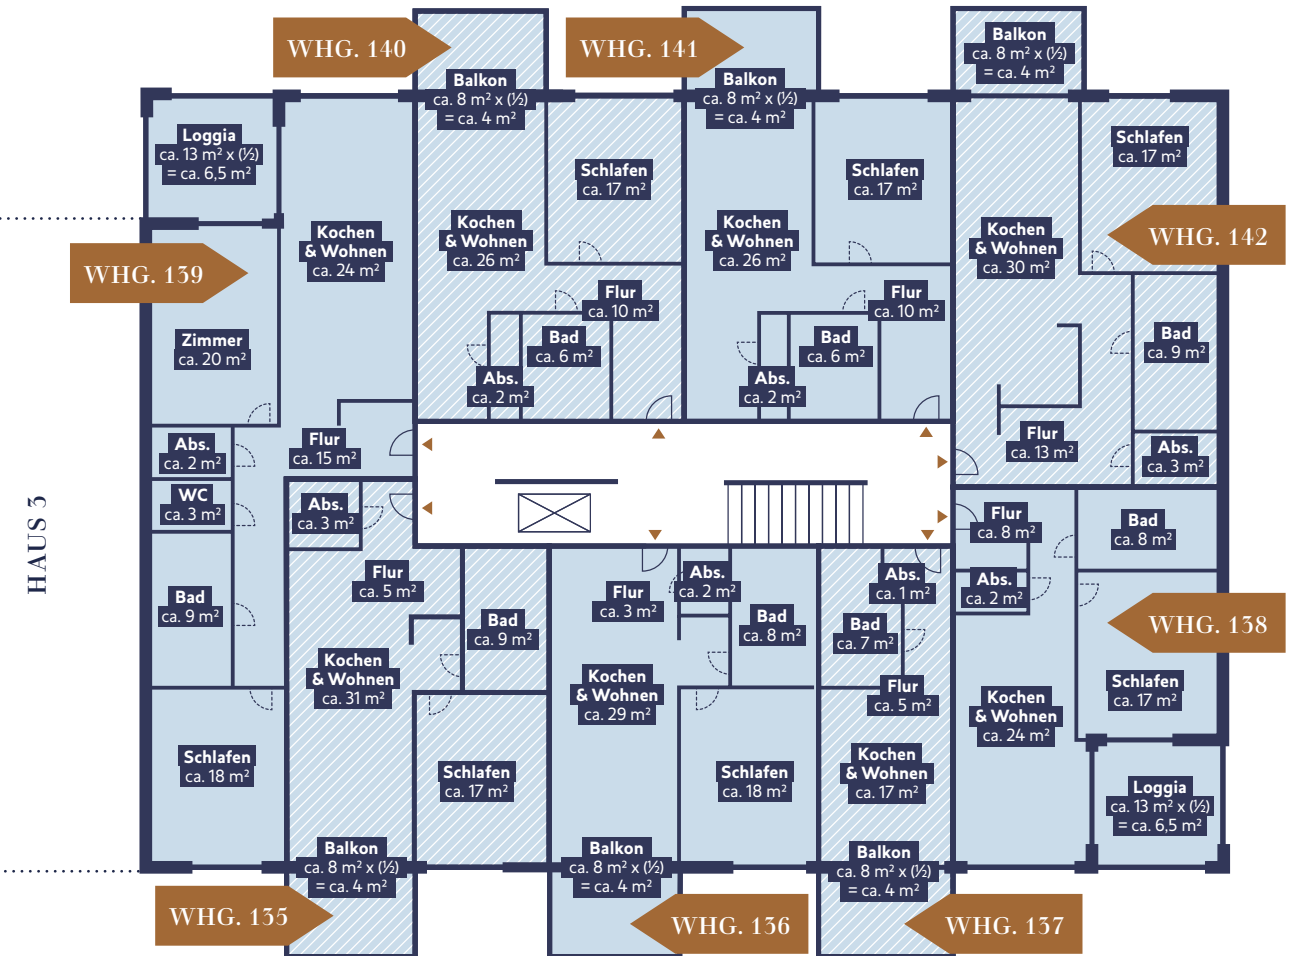 WHG. 140
WHG. 141
Balkon
ca. 8 m² x (½)
= ca. 4 m²
Balkon
ca. 8 m² x (½)
= ca. 4 m²
Balkon
ca. 8 m² x (½)
= ca. 4 m²
Loggia
ca. 13 m² x (½)
= ca. 6,5 m²
Schlafen
ca. 17 m²
Schlafen
ca. 17 m²
Schlafen
ca. 17 m²
Kochen
& Wohnen
ca. 24 m²
Kochen
& Wohnen
ca. 26 m²
Kochen
& Wohnen
ca. 26 m²
Kochen
& Wohnen
ca. 30 m²
WHG. 142
WHG. 139
Zimmer
ca. 20 m²
Flur
ca. 10 m²
Bad
ca. 6 m²
Abs.
ca. 2 m²
Flur
ca. 10 m²
Bad
ca. 6 m²
Abs.
ca. 2 m²
Bad
ca. 9 m²
Flur
ca. 13 m²
Abs.
ca. 3 m²
Abs.
ca. 2 m²
Flur
ca. 15 m²
WC
ca. 3 m²
Abs.
ca. 3 m²
HAUS 3
Flur
ca. 8 m²
Bad
ca. 8 m²
Bad
ca. 9 m²
Flur
ca. 5 m²
Bad
ca. 9 m²
Flur
ca. 3 m²
Abs.
ca. 2 m²
Bad
ca. 8 m²
Abs.
ca. 1 m²
Bad
ca. 7 m²
Abs.
ca. 2 m²
WHG. 138
Kochen
& Wohnen
ca. 31 m²
Kochen
& Wohnen
ca. 29 m²
Flur
ca. 5 m²
Kochen
& Wohnen
ca. 24 m²
Schlafen
ca. 17 m²
Schlafen
ca. 18 m²
Schlafen
ca. 17 m²
Schlafen
ca. 18 m²
Kochen
& Wohnen
ca. 17 m²
Loggia
ca. 13 m² x (½)
= ca. 6,5 m²
Balkon
ca. 8 m² x (½)
= ca. 4 m²
Balkon
ca. 8 m² x (½)
= ca. 4 m²
Balkon
ca. 8 m² x (½)
= ca. 4 m²
WHG. 135
WHG. 136
WHG. 137